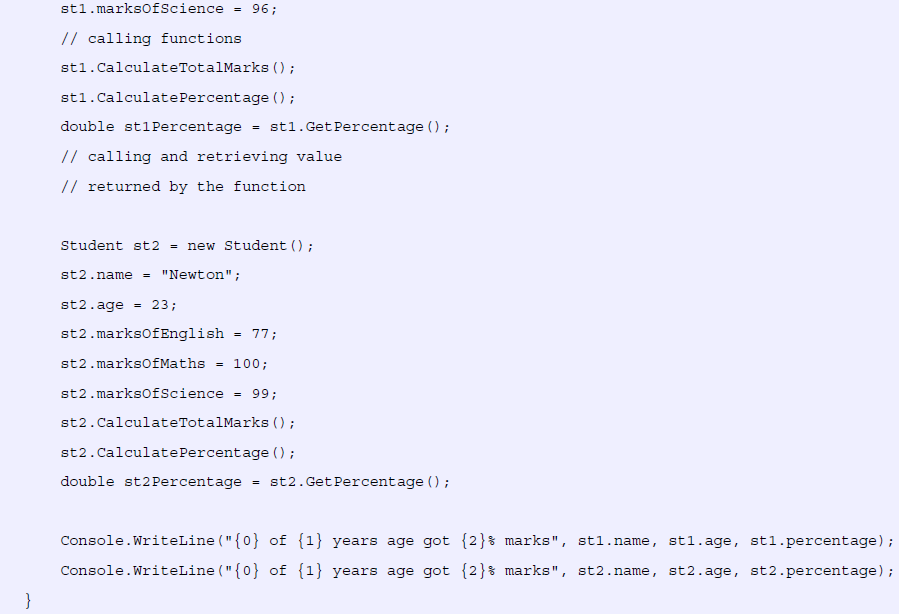 st1.marksOfScience = 96;
// calling functions
st1.CalculateTotalMarks();
st1.CalculatePercentage();
double st1Percentage = st1.GetPercentage();
// calling and retrieving value
// returned by the function
Student st2 = new Student();
st2.name = "Newton";
st2.age = 23;
st2.marksOfEnglish = 77;
st2.marksOfMaths = 100;
st2.marksOfScience = 99;
st2.CalculateTotalMarks();
st2.CalculatePercentage();
double st2Percentage = st2.GetPercentage();
Console.WriteLine("{0} of {1} years age got {2}% marks", st1.name, st1.age, st1.percentage);
Console.WriteLine("{0} of {1} years age got {2}% marks", st2.name, st2.age, st2.percentage);
}